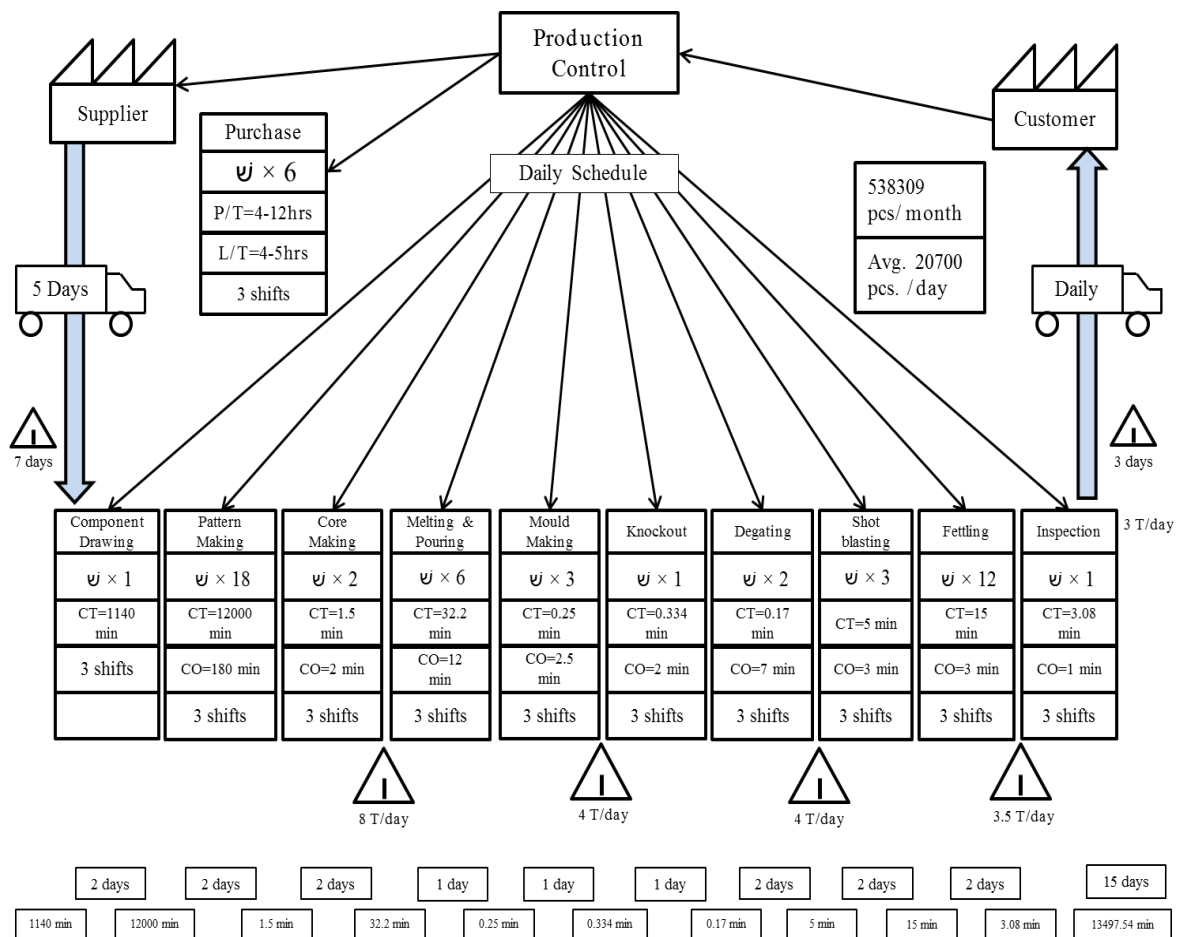 Production
Control
Supplier
Customer
Purchase
× 6
P/T=4-12hrs
L/T=4-5hrs
3 shifts
Daily Schedule
538309
pcs/ month
Avg. 20700
pcs. /day
5 Days
Daily
I
7 days
I
3 days
Component
Drawing
× 1
CT=1140
min
3 shifts
Pattern
Making
× 18
CT=12000
min
CO=180 min
3 shifts
Core
Making
× 2
CT=1.5
min
CO=2 min
3 shifts
Melting &
Pouring
× 6
CT=32.2
min
CO=12
min
3 shifts
Mould
Making
× 3
CT=0.25
min
CO=2.5
min
3 shifts
Knockout
× 1
CT=0.334
min
CO=2 min
3 shifts
Degating
× 2
CT=0.17
min
CO=7 min
3 shifts
Shot
blasting
× 3
CT=5 min
CO=3 min
3 shifts
Fettling
× 12
CT=15
min
CO=3 min
3 shifts
Inspection
× 1
CT=3.08
min
CO=1 min
3 shifts
3 T/day
I
8 T/day
I
4 T/day
I
4 T/day
I
3.5 T/day
2 days
2 days
2 days
1 day
1 day
1 day
2 days
2 days
2 days
15 days
1140 min
12000 min
1.5 min
32.2 min
0.25 min
0.334 min
0.17 min
5 min
15 min
3.08 min
13497.54 min